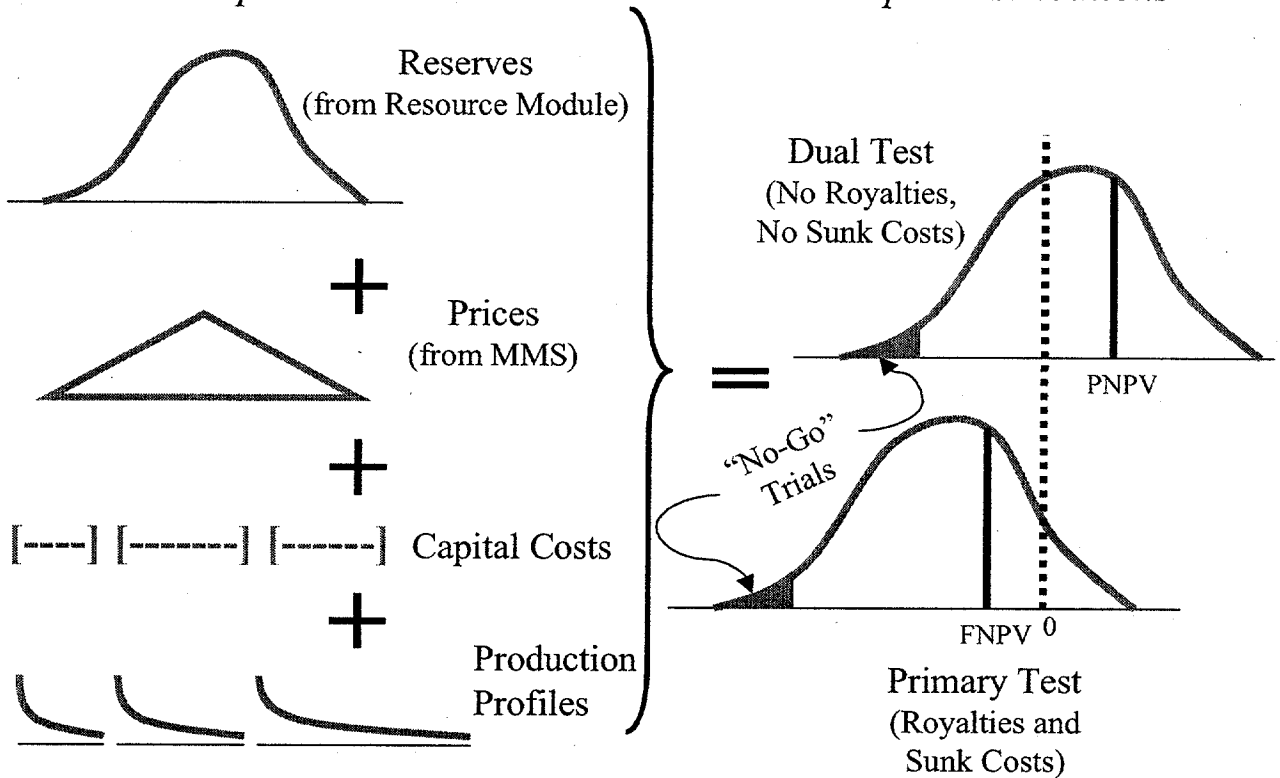 Reserves
(from Resource Module)
+
Prices
(from MMS)
+
[-----] [-------] [------] Capital Costs
+
Production
Profiles
=
Dual Test
(No Royalties,
No Sunk Costs)
PNPV
“No-Go”
Trials
FNPV 0
Primary Test
(Royalties and
Sunk Costs)